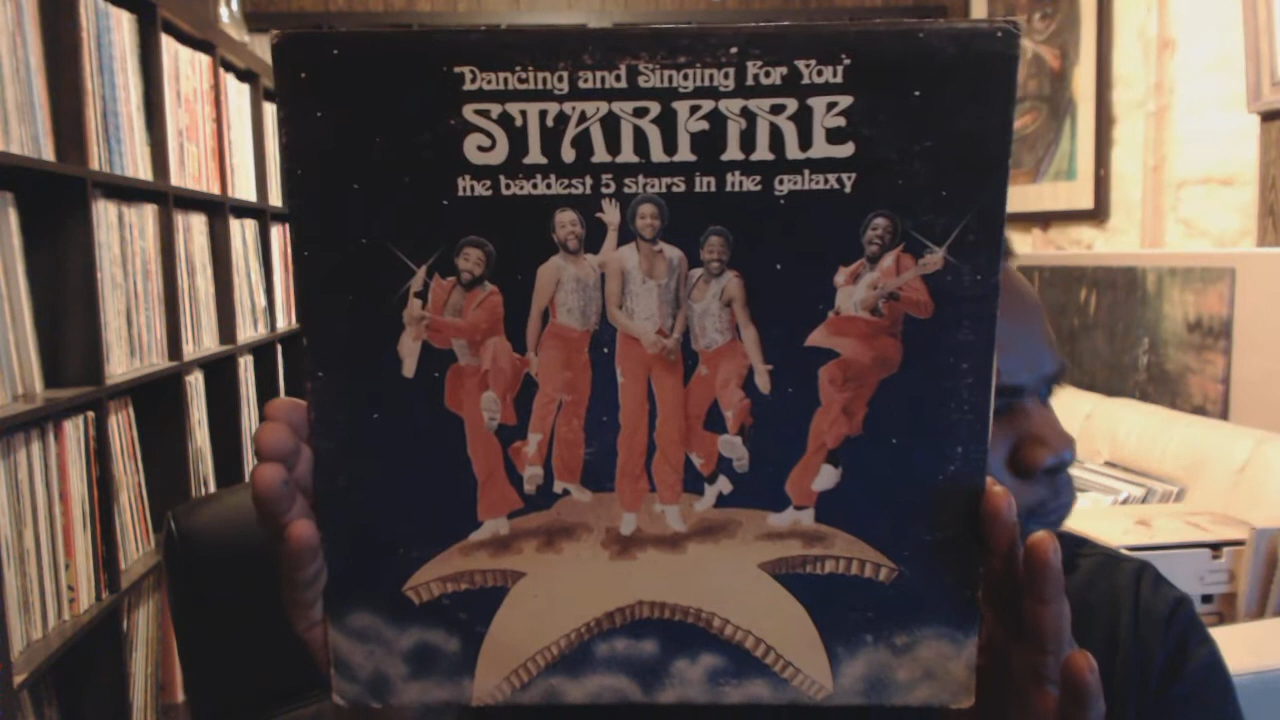 "Dancing and Singing For You"
STARFIRE
the baddest 5 stars in the galaxy